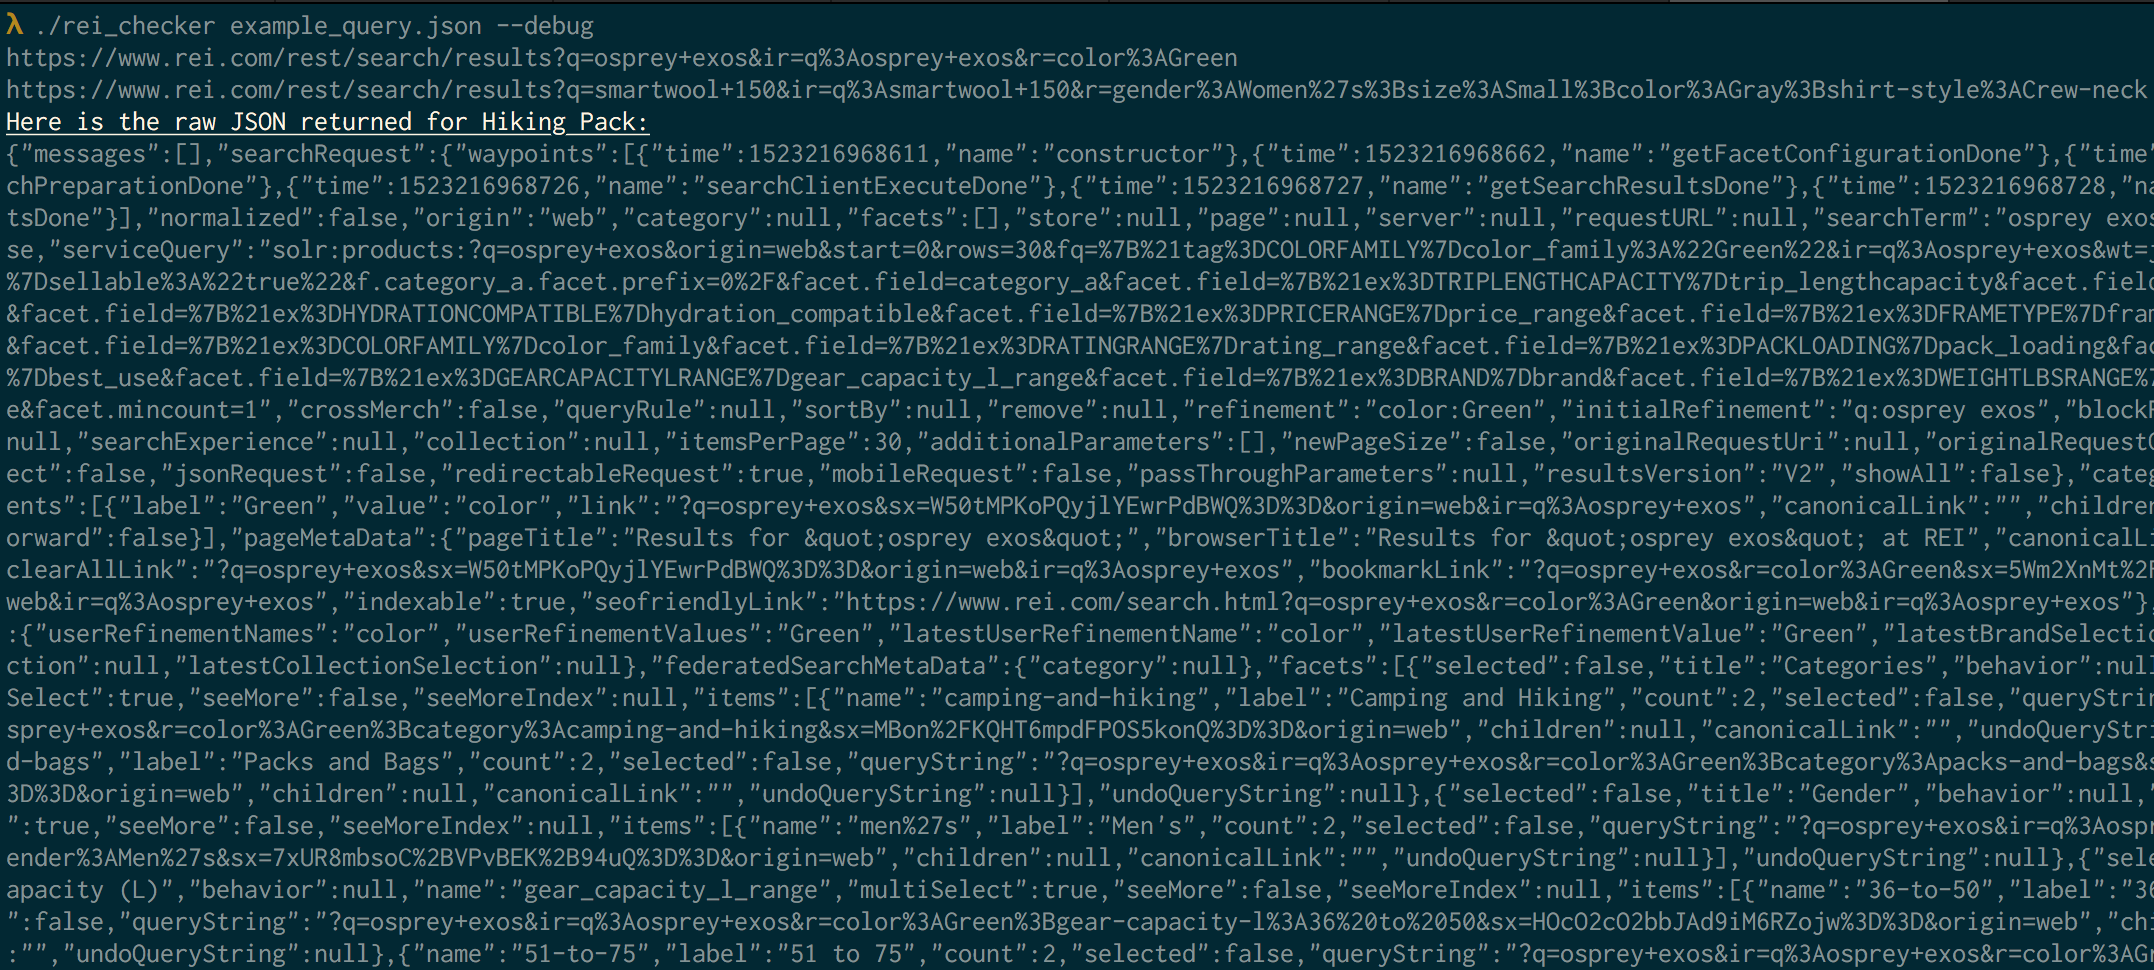 λ ./rei_checker example_query.json --debug
https://www.rei.com/rest/search/results?q=osprey+exos&ir=q%3Aosprey+exos&r=color%3AGreen
https://www.rei.com/rest/search/results?q=smartwool+150&ir=q%3Asmartwool+150&r=gender%3AWomen%27s%3Bsize%3ASmall%3Bcolor%3AGray%3Bshirt-style%3ACrew-neck
Here is the raw JSON returned for Hiking Pack:
{"messages":[],"searchRequest":{"waypoints":[{"time":1523216968611,"name":"constructor"},{"time":1523216968662,"name":"getFacetConfigurationDone"},{"time"
chPreparationDone"},{"time":1523216968726,"name":"searchClientExecuteDone"},{"time":1523216968727,"name":"getSearchResultsDone"},{"time":1523216968728,"na
tsDone"}],"normalized":false,"origin":"web","category":null,"facets":[],"store":null,"page":null,"server":null,"requestURL":null,"searchTerm":"osprey exos
se,"serviceQuery":"solr:products:?q=osprey+exos&origin=web&start=0&rows=30&fq=%7B%21tag%3DCOLORFAMILY%7Dcolor_family%3A%22Green%22&ir=q%3Aosprey+exos&wt=j
%7Dsellable%3A%22true%22&f.category_a.facet.prefix=0%2F&facet.field=category_a&facet.field=%7B%21ex%3DTRIPLENGTHCAPACITY%7Dtrip_lengthcapacity&facet.field
&facet.field=%7B%21ex%3DHYDRATIONCOMPATIBLE%7Dhydration_compatible&facet.field=%7B%21ex%3DPRICERANGE%7Dprice_range&facet.field=%7B%21ex%3DFRAMETYPE%7Dfram
&facet.field=%7B%21ex%3DCOLORFAMILY%7Dcolor_family&facet.field=%7B%21ex%3DRATINGRANGE%7Drating_range&facet.field=%7B%21ex%3DPACKLOADING%7Dpack_loading&fac
%7Dbest_use&facet.field=%7B%21ex%3DGEARCAPACITYLRANGE%7Dgear_capacity_l_range&facet.field=%7B%21ex%3DBRAND%7Dbrand&facet.field=%7B%21ex%3DWEIGHTLBSRANGE%7
e&facet.mincount=1","crossMerch":false,"queryRule":null,"sortBy":null,"remove":null,"refinement":"color:Green","initialRefinement":"q:osprey exos","blockR
null,"searchExperience":null,"collection":null,"itemsPerPage":30,"additionalParameters":[],"newPageSize":false,"originalRequestUri":null,"originalRequestQ
ect":false,"jsonRequest":false,"redirectableRequest":true,"mobileRequest":false,"passThroughParameters":null,"resultsVersion":"V2","showAll":false},"categ
ents":[{"label":"Green","value":"color","link":"?q=osprey+exos&sx=W50tMPKoPQyjlYEwrPdBWQ%3D%3D&origin=web&ir=q%3Aosprey+exos","canonicalLink":"","children
orward":false}],"pageMetaData":{"pageTitle":"Results for &quot;osprey exos&quot;","browserTitle":"Results for &quot;osprey exos&quot; at REI","canonicalLi
clearAllLink":"?q=osprey+exos&sx=W50tMPKoPQyjlYEwrPdBWQ%3D%3D&origin=web&ir=q%3Aosprey+exos","bookmarkLink":"?q=osprey+exos&r=color%3AGreen&sx=5Wm2XnMt%2F
web&ir=q%3Aosprey+exos","indexable":true,"seofriendlyLink":"https://www.rei.com/search.html?q=osprey+exos&r=color%3AGreen&origin=web&ir=q%3Aosprey+exos"}
:{"userRefinementNames":"color","userRefinementValues":"Green","latestUserRefinementName":"color","latestUserRefinementValue":"Green","latestBrandSelectio
ction":null,"latestCollectionSelection":null},"federatedSearchMetaData":{"category":null},"facets":[{"selected":false,"title":"Categories","behavior":null
Select":true,"seeMore":false,"seeMoreIndex":null,"items":[{"name":"camping-and-hiking","label":"Camping and Hiking","count":2,"selected":false,"queryStrin
sprey+exos&r=color%3AGreen%3Bcategory%3Acamping-and-hiking&sx=MBon%2FKQHT6mpdFPOS5konQ%3D%3D&origin=web","children":null,"canonicalLink":"","undoQueryStri
d-bags","label":"Packs and Bags","count":2,"selected":false,"queryString":"?q=osprey+exos&ir=q%3Aosprey+exos&r=color%3AGreen%3Bcategory%3Apacks-and-bags&s
3D%3D&origin=web","children":null,"canonicalLink":"","undoQueryString":null}],"undoQueryString":null},{"selected":false,"title":"Gender","behavior":null,"
":true,"seeMore":false,"seeMoreIndex":null,"items":[{"name":"men%27s","label":"Men's","count":2,"selected":false,"queryString":"?q=osprey+exos&ir=q%3Aospr
ender%3AMen%27s&sx=7xUR8mbsoC%2BVPvBEK%2B94uQ%3D%3D&origin=web","children":null,"canonicalLink":"","undoQueryString":null}],"undoQueryString":null},{"sele
apacity (L)","behavior":null,"name":"gear_capacity_l_range","multiSelect":true,"seeMore":false,"seeMoreIndex":null,"items":[{"name":"36-to-50","label":"36
":false,"queryString":"?q=osprey+exos&ir=q%3Aosprey+exos&r=color%3AGreen%3Bgear-capacity-l%3A36%20to%2050&sx=HOcO2cO2bbJAd9iM6RZojw%3D%3D&origin=web","chi
:"","undoQueryString":null},{"name":"51-to-75","label":"51 to 75","count":2,"selected":false,"queryString":"?q=osprey+exos&ir=q%3Aosprey+exos&r=color%3AGr